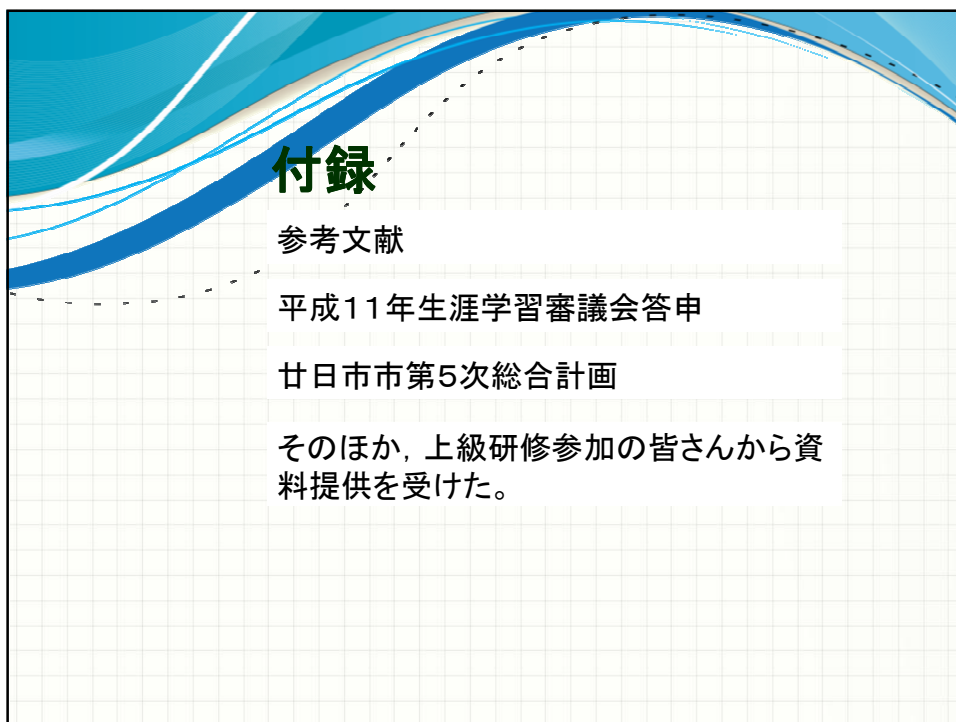 付録
参考文献
平成11年生涯学習審議会答申
廿日市市第5次総合計画
そのほか，上級研修参加の皆さんから資
料提供を受けた。